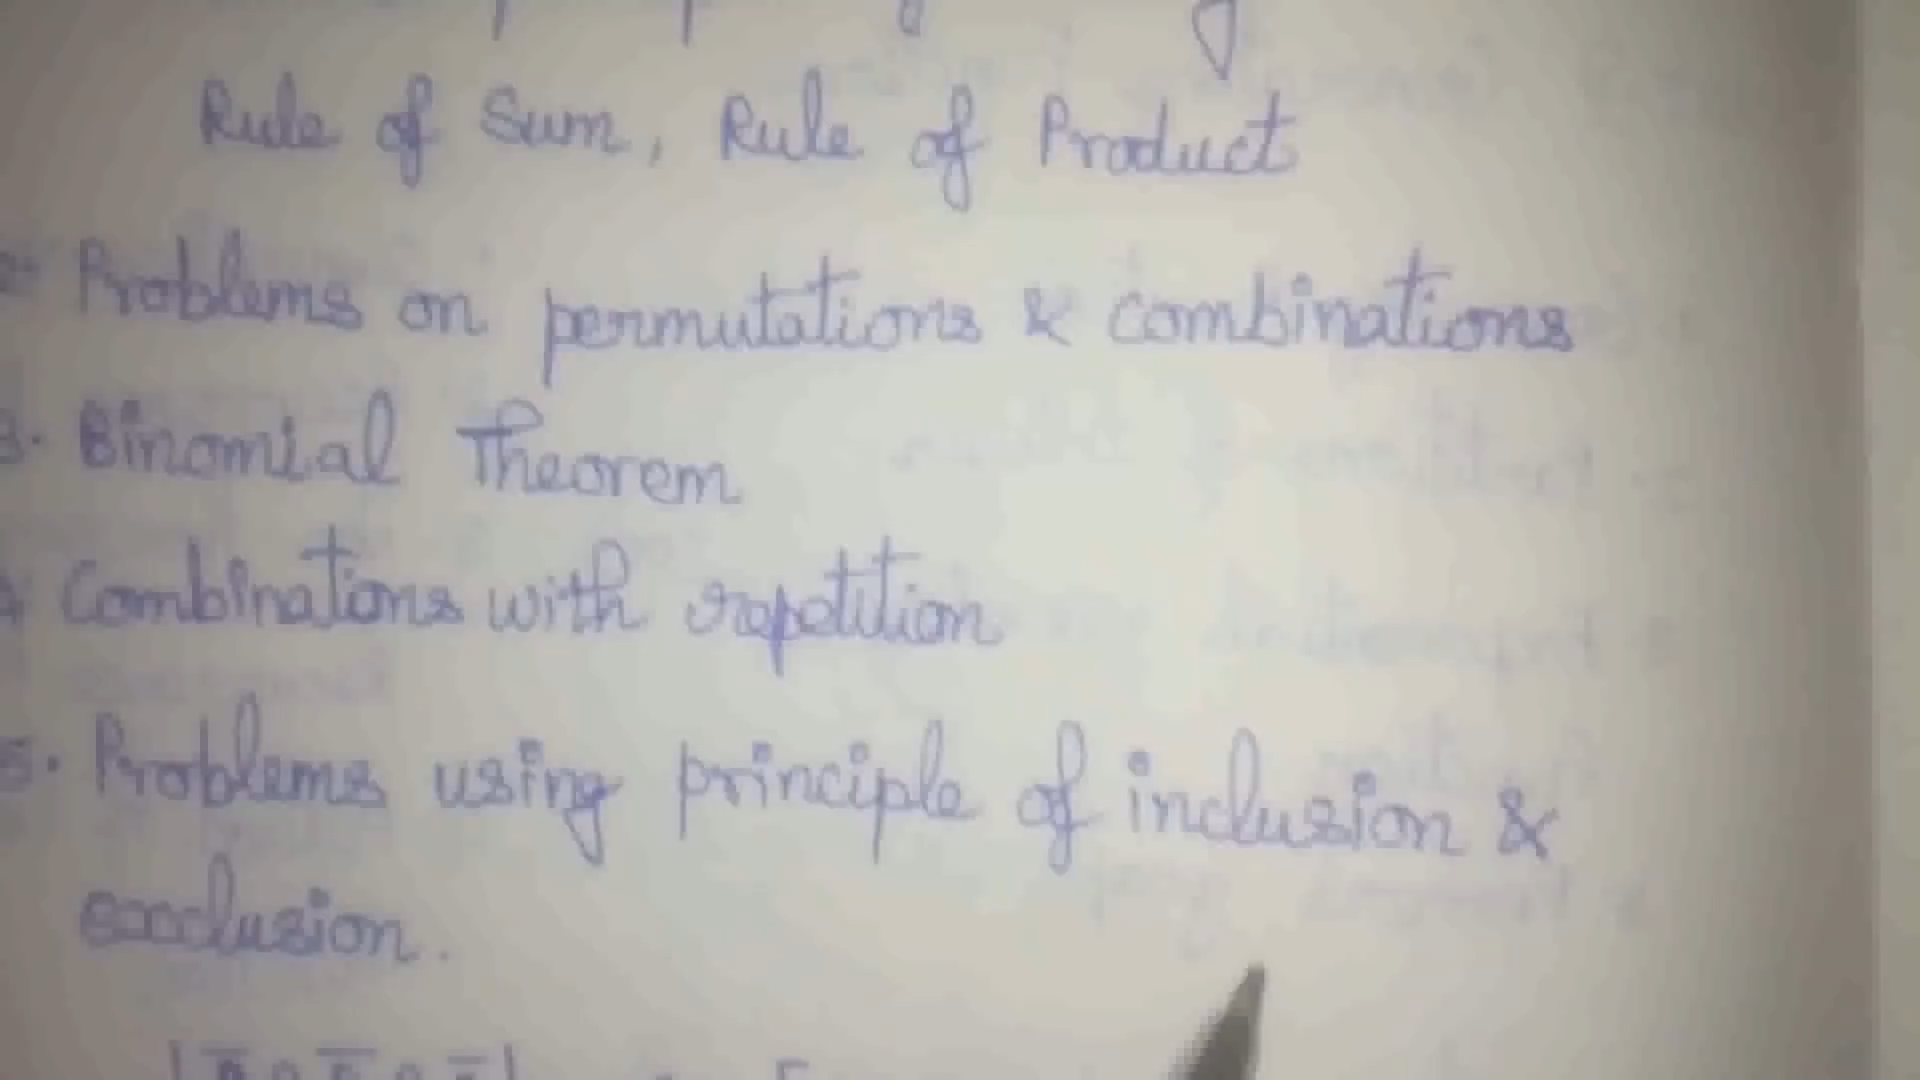 Rule of Sum, Rule of Product
2. Problems on permutations & combinations
3. Binomial Theorem
4. Combinations with repetition
5. Problems using principle of inclusion &
exclusion.